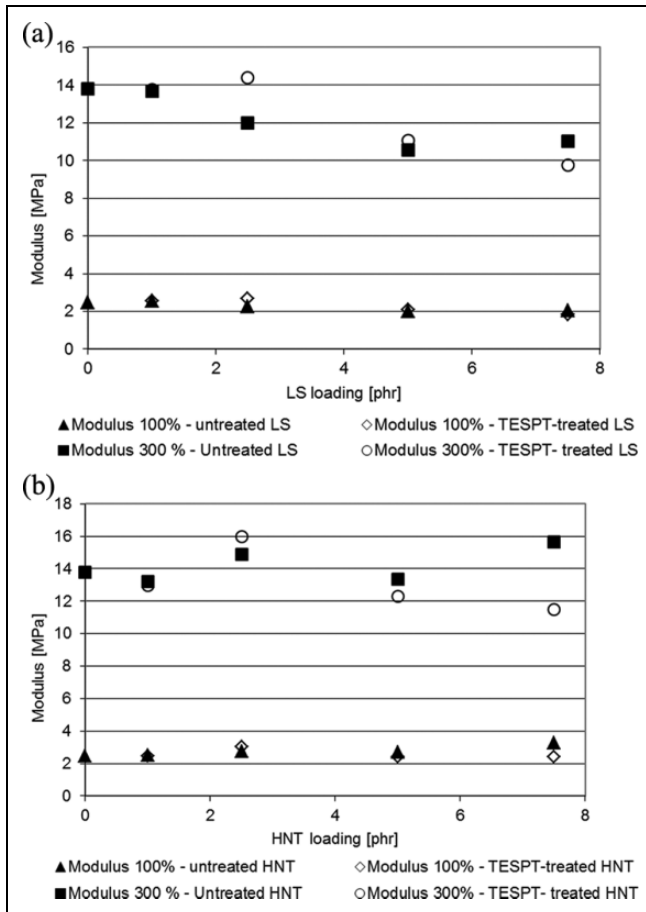 (a)
16
14
12
10
8
6
4
2
0
Modulus [MPa]
0 2 4 6 8
LS loading [phr]
▲Modulus 100% - untreated LS ◇Modulus 100% - TESPT-treated LS
■Modulus 300 % - Untreated LS ○Modulus 300% - TESPT- treated LS
(b)
18
16
14
12
10
8
6
4
2
0
Modulus [MPa]
0 2 4 6 8
HNT loading [phr]
▲Modulus 100% - untreated HNT ◇Modulus 100% - TESPT-treated HNT
■Modulus 300 % - Untreated HNT ○Modulus 300% - TESPT- treated HNT